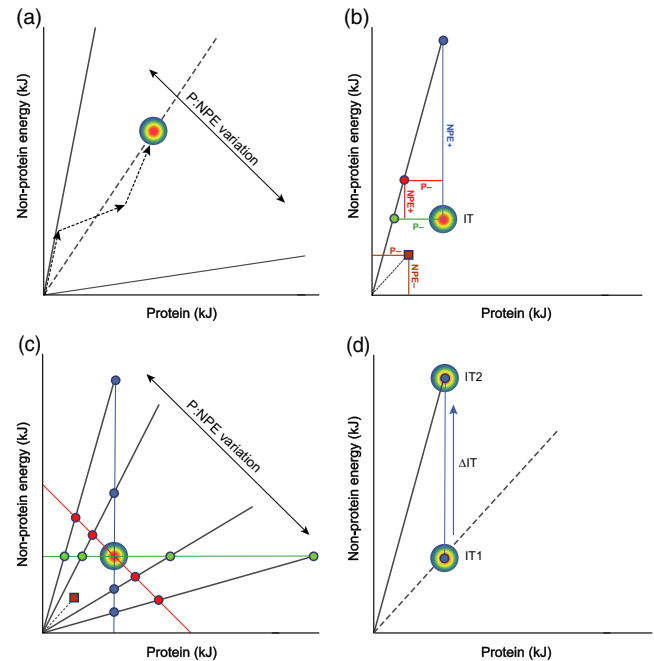 (a)
Non-protein energy (kJ)
P:NPE variation
Protein (kJ)
(b)
Non-protein energy (kJ)
NPE+
P–
NPE+
P–
IT
P–
NPE–
Protein (kJ)
(c)
Non-protein energy (kJ)
P:NPE variation
Protein (kJ)
(d)
Non-protein energy (kJ)
IT2
ΔIT
IT1
Protein (kJ)